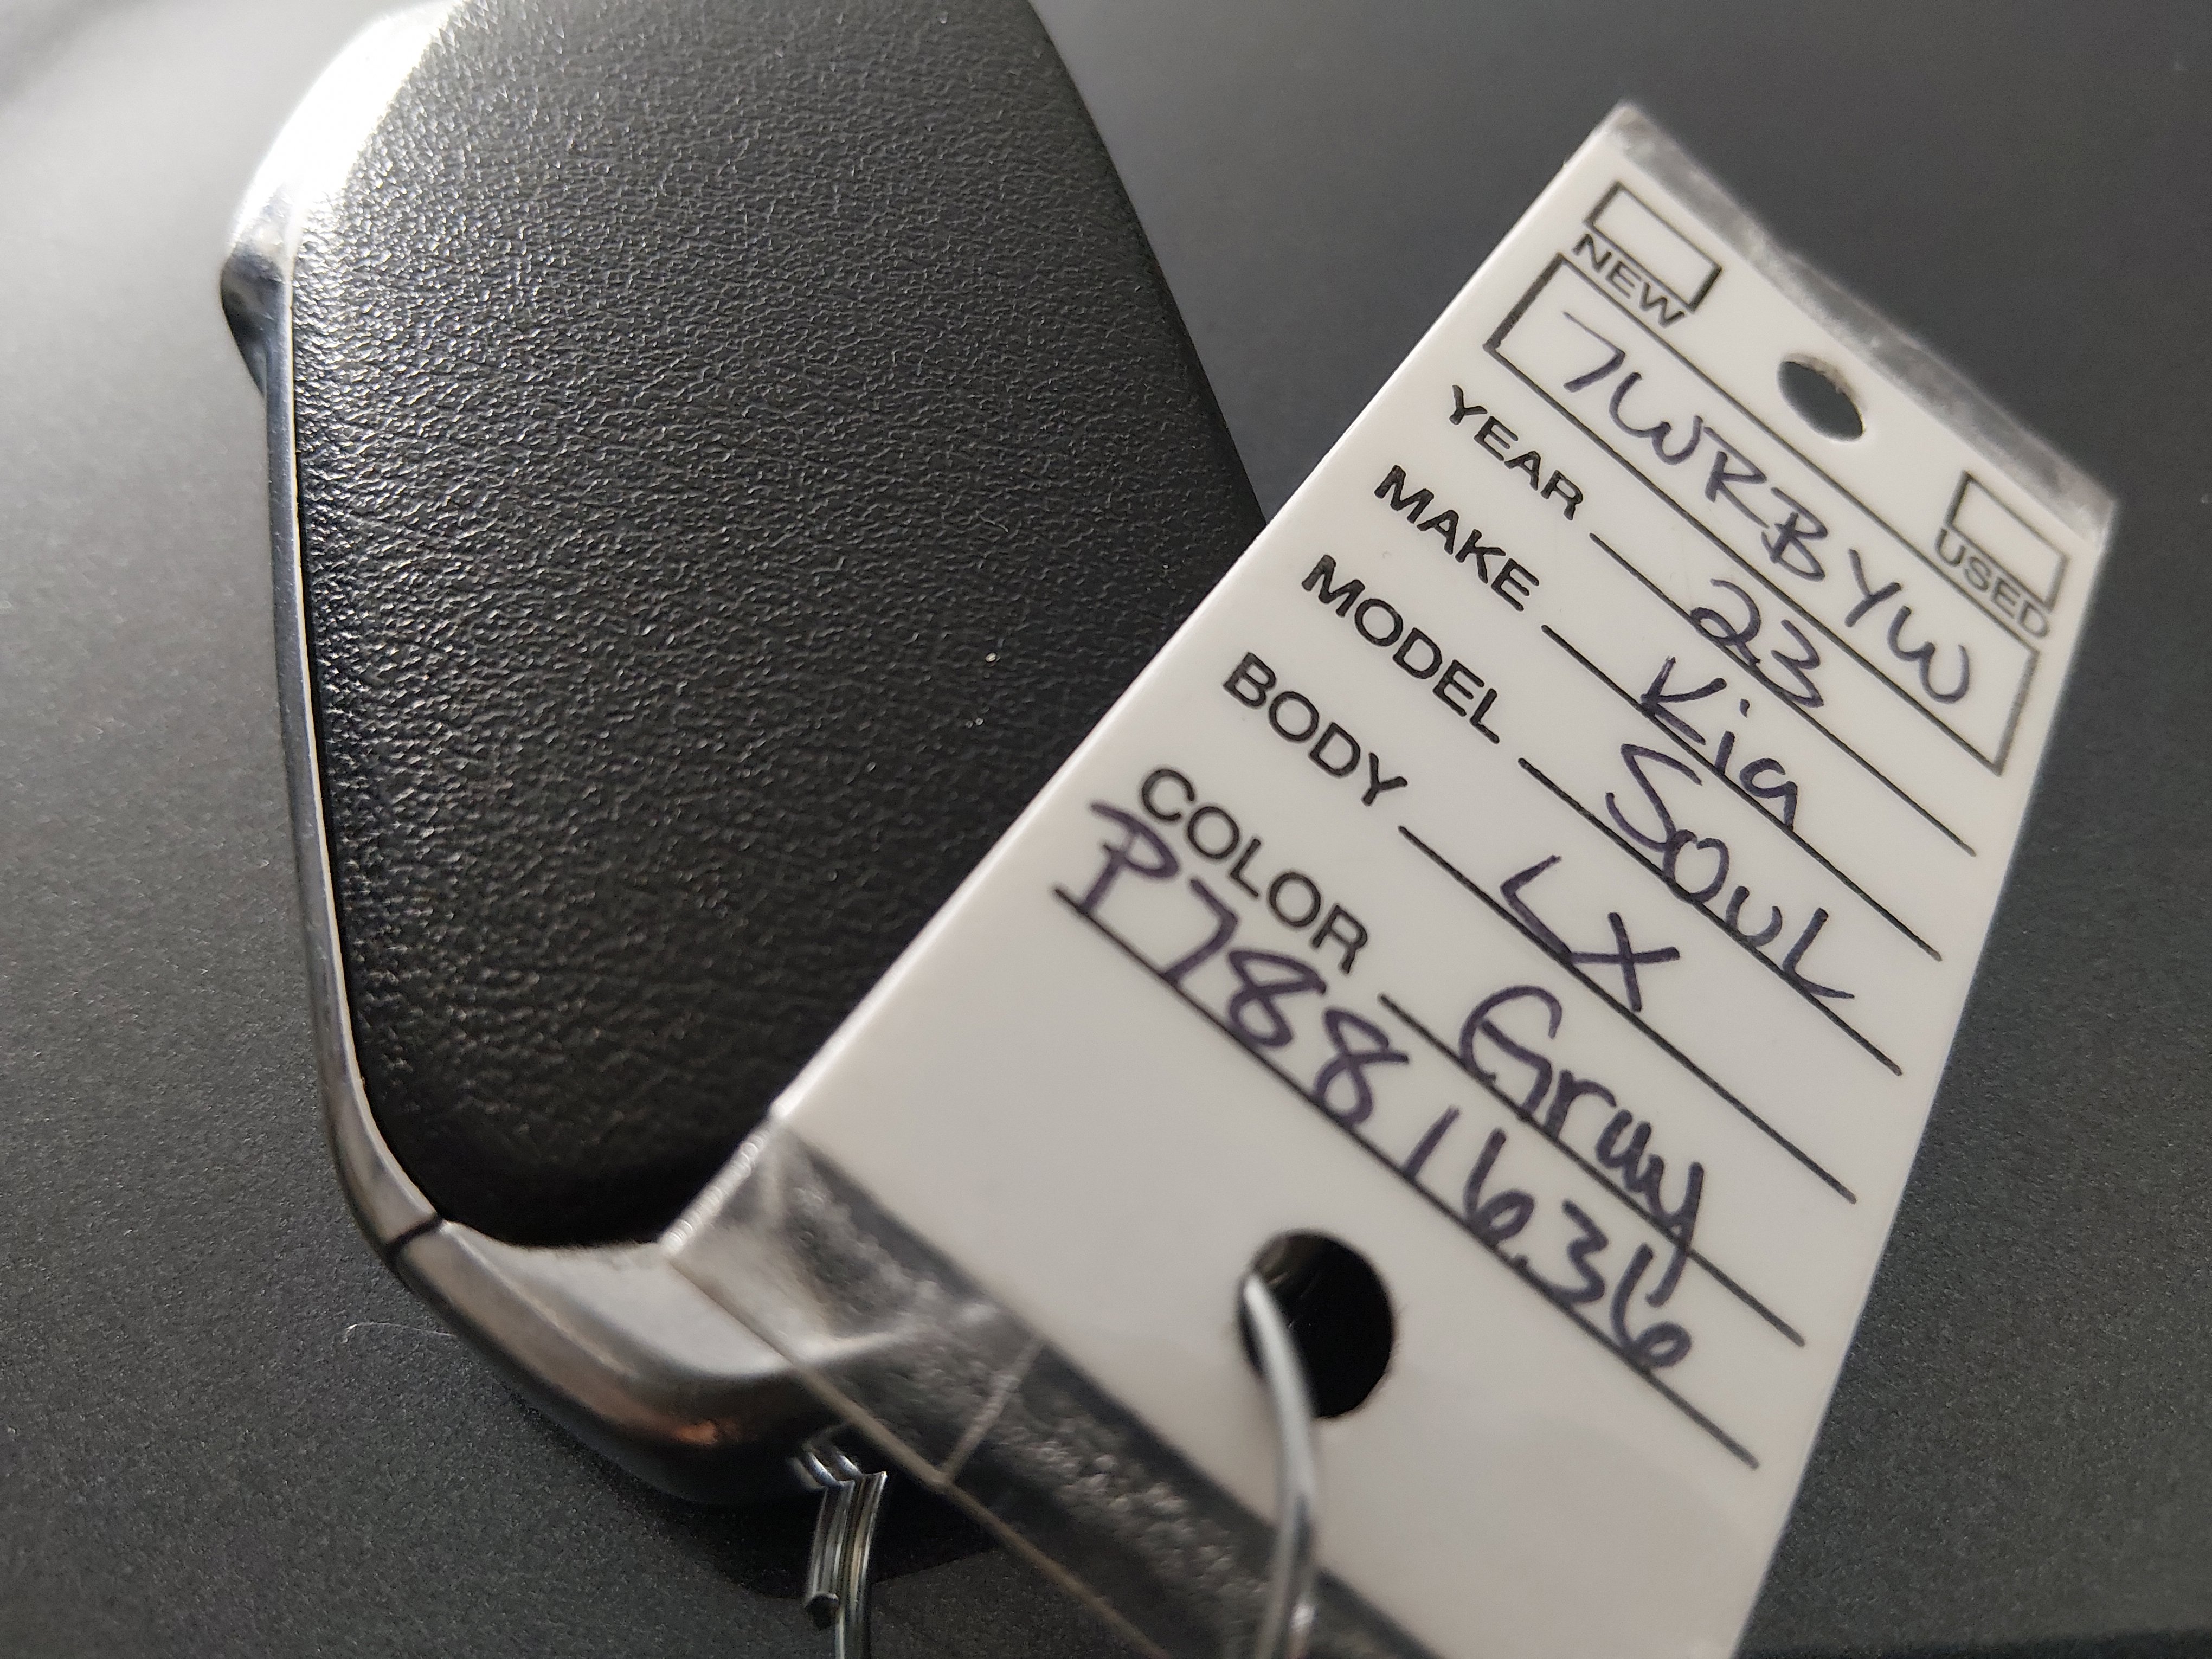 NEW USED
7WRBYW
YEAR 23
MAKE Kia
MODEL Soul
BODY LX
COLOR Gray
P7881636